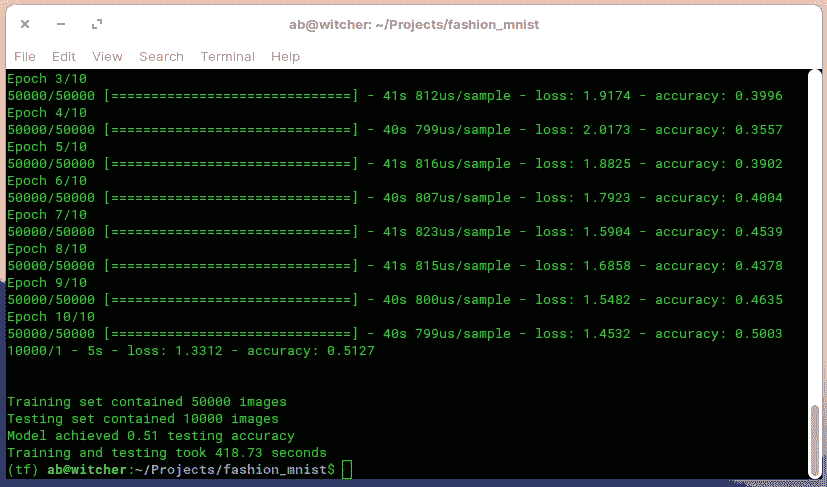 ab@witcher: ~/Projects/fashion_mnist
File Edit View Search Terminal Help
Epoch 3/10
50000/50000 [==============================] - 41s 812us/sample - loss: 1.9174 - accuracy: 0.3996
Epoch 4/10
50000/50000 [==============================] - 40s 799us/sample - loss: 2.0173 - accuracy: 0.3557
Epoch 5/10
50000/50000 [==============================] - 41s 816us/sample - loss: 1.8825 - accuracy: 0.3902
Epoch 6/10
50000/50000 [==============================] - 40s 807us/sample - loss: 1.7923 - accuracy: 0.4004
Epoch 7/10
50000/50000 [==============================] - 41s 823us/sample - loss: 1.5904 - accuracy: 0.4539
Epoch 8/10
50000/50000 [==============================] - 41s 815us/sample - loss: 1.6858 - accuracy: 0.4378
Epoch 9/10
50000/50000 [==============================] - 40s 800us/sample - loss: 1.5482 - accuracy: 0.4635
Epoch 10/10
50000/50000 [==============================] - 40s 799us/sample - loss: 1.4532 - accuracy: 0.5003
10000/1 - 5s - loss: 1.3312 - accuracy: 0.5127
Training set contained 50000 images
Testing set contained 10000 images
Model achieved 0.51 testing accuracy
Training and testing took 418.73 seconds
(tf) ab@witcher:~/Projects/fashion_mnist$